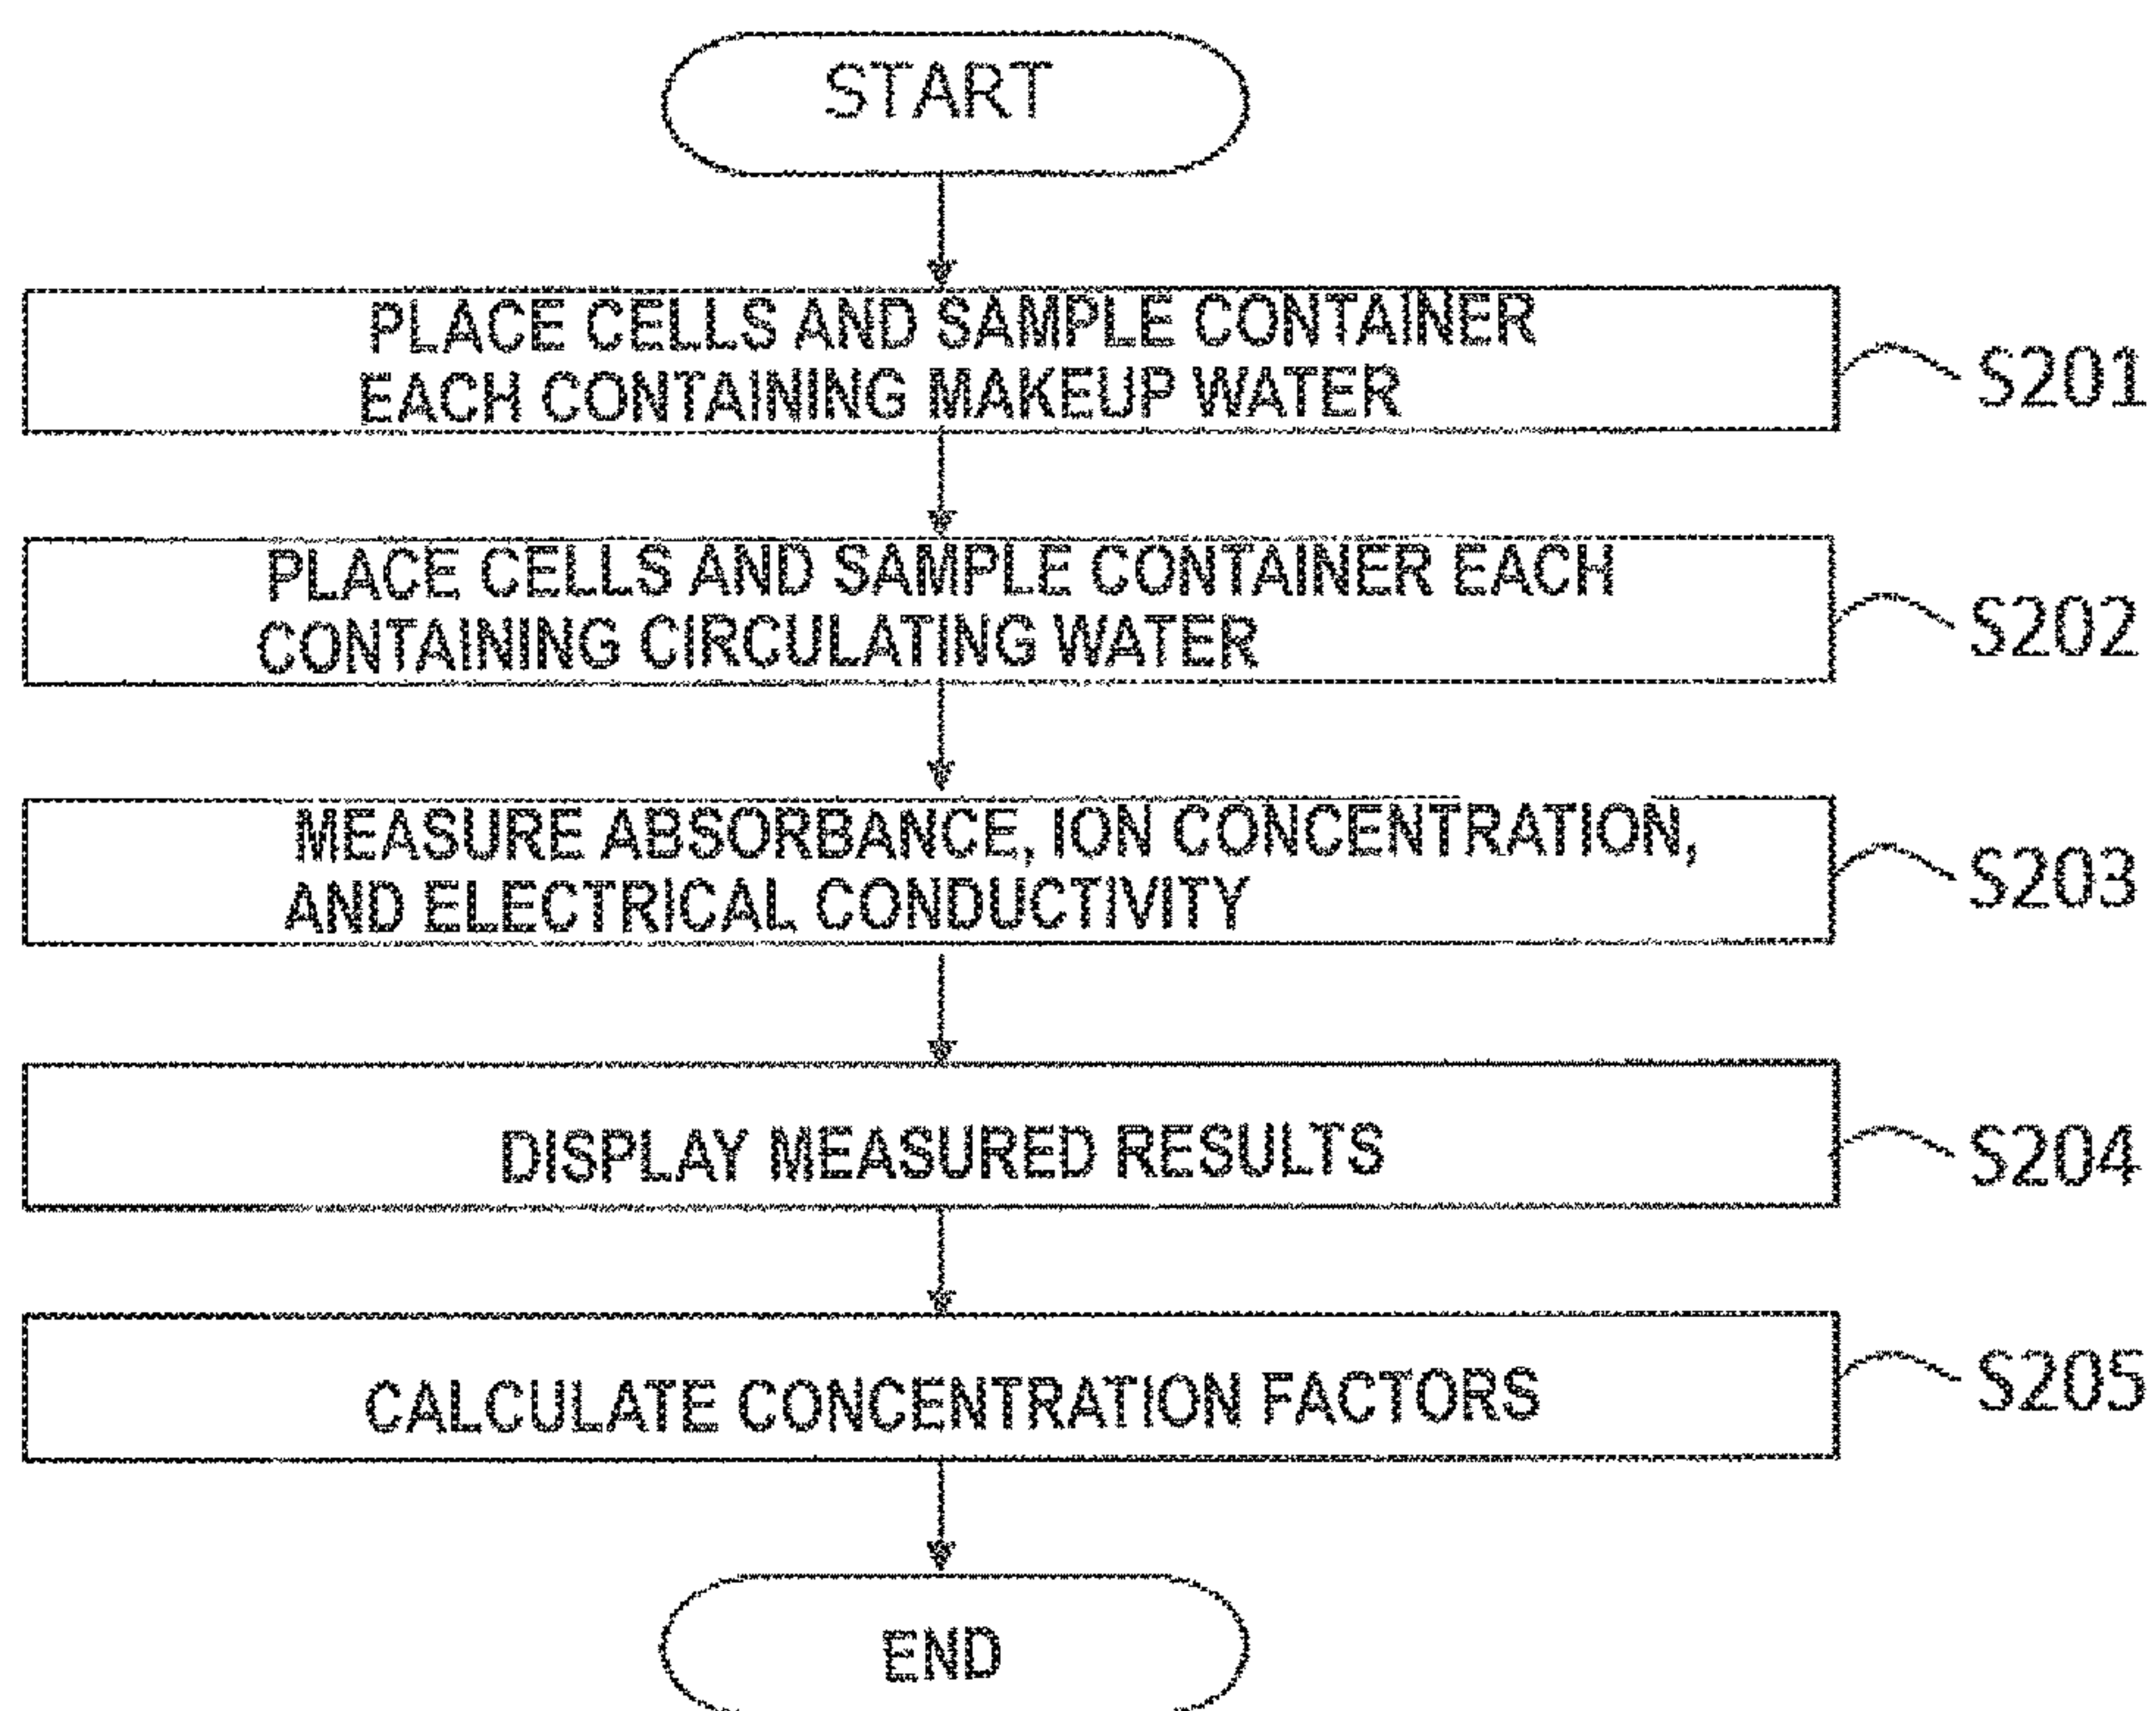 START
PLACE CELLS AND SAMPLE CONTAINER
EACH CONTAINING MAKEUP WATER
S201
PLACE CELLS AND SAMPLE CONTAINER EACH
CONTAINING CIRCULATING WATER
S202
MEASURE ABSORBANCE, ION CONCENTRATION,
AND ELECTRICAL CONDUCTIVITY
S203
DISPLAY MEASURED RESULTS
S204
CALCULATE CONCENTRATION FACTORS
S205
END